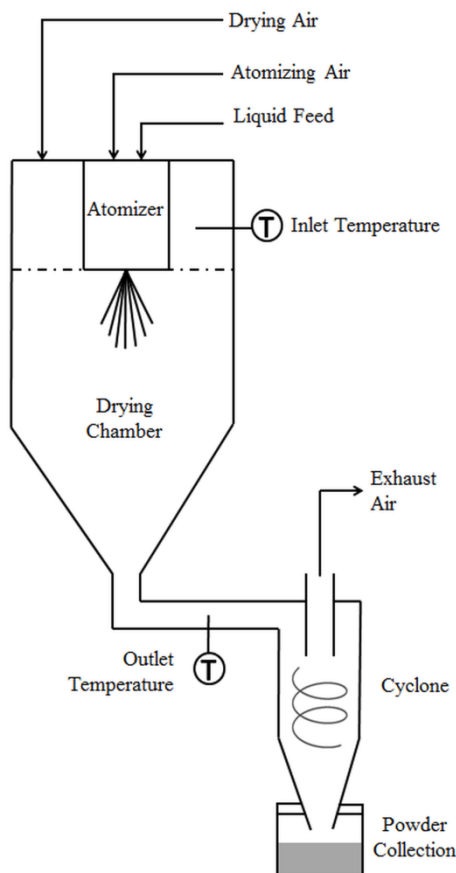 Drying Air
Atomizing Air
Liquid Feed
Atomizer
T
Inlet Temperature
Drying
Chamber
Exhaust
Air
Outlet
Temperature
T
Cyclone
Powder
Collection